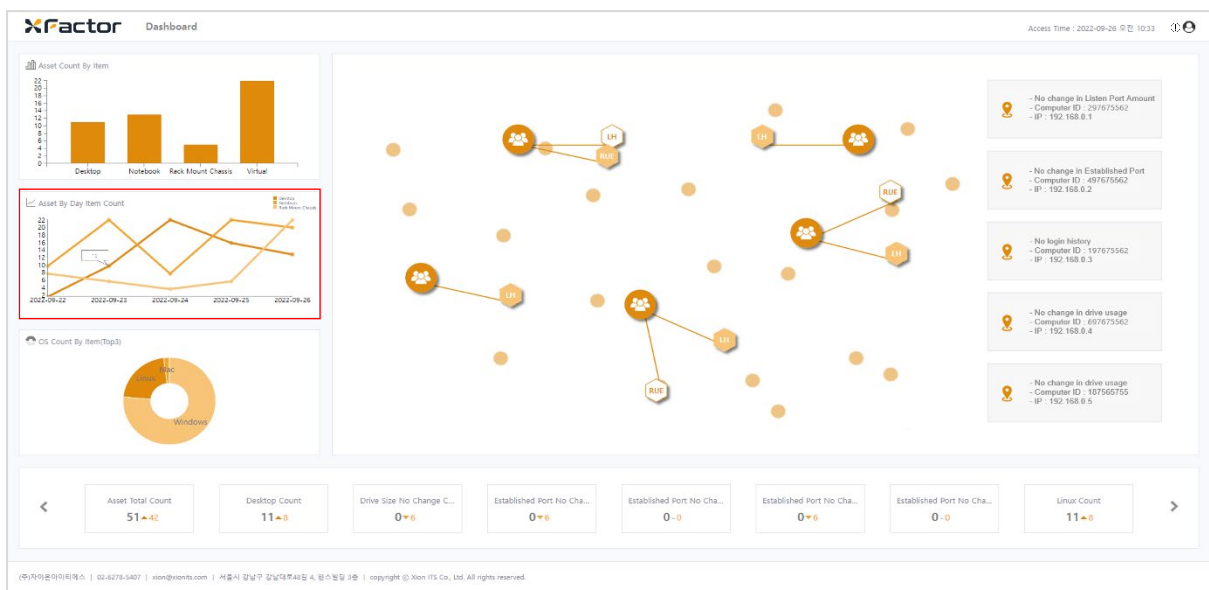 XFactor
Dashboard
Access Time : 2022-09-26 오전 10:33
Asset Count By Item
22
20
18
16
14
12
10
8
6
4
2
0
Desktop Notebook Rack Mount Chassis Virtual
Asset By Day Item Count
Desktop
Notebook
Rack Mount Chassis
22
20
18
16
14
12
10
8
6
4
2
2022-09-22 2022-09-23 2022-09-24 2022-09-25 2022-09-26
OS Count By Item(Top3)
Mac
Linux
Windows
LH
RUE
LH
RUE
LH
LH
LH
RUE
- No change in Listen Port Amount
- Computer ID : 297675562
- IP : 192.168.0.1
- No change in Established Port
- Computer ID : 497675562
- IP : 192.168.0.2
- No login history
- Computer ID : 197675562
- IP : 192.168.0.3
- No change in drive usage
- Computer ID : 697675562
- IP : 192.168.0.4
- No change in drive usage
- Computer ID : 187565755
- IP : 192.168.0.5
Asset Total Count
51▲42
Desktop Count
11▲8
Drive Size No Change C...
0▼6
Established Port No Cha...
0▼6
Established Port No Cha...
0 - 0
Established Port No Cha...
0▼6
Established Port No Cha...
0 - 0
Linux Count
11▲8
(주)자이온아이티에스 | 02-6278-5407 | xion@xionits.com | 서울시 강남구 강남대로48길 4, 3층 | copyright ⓒ Xion ITS Co., Ltd. All rights reserved.